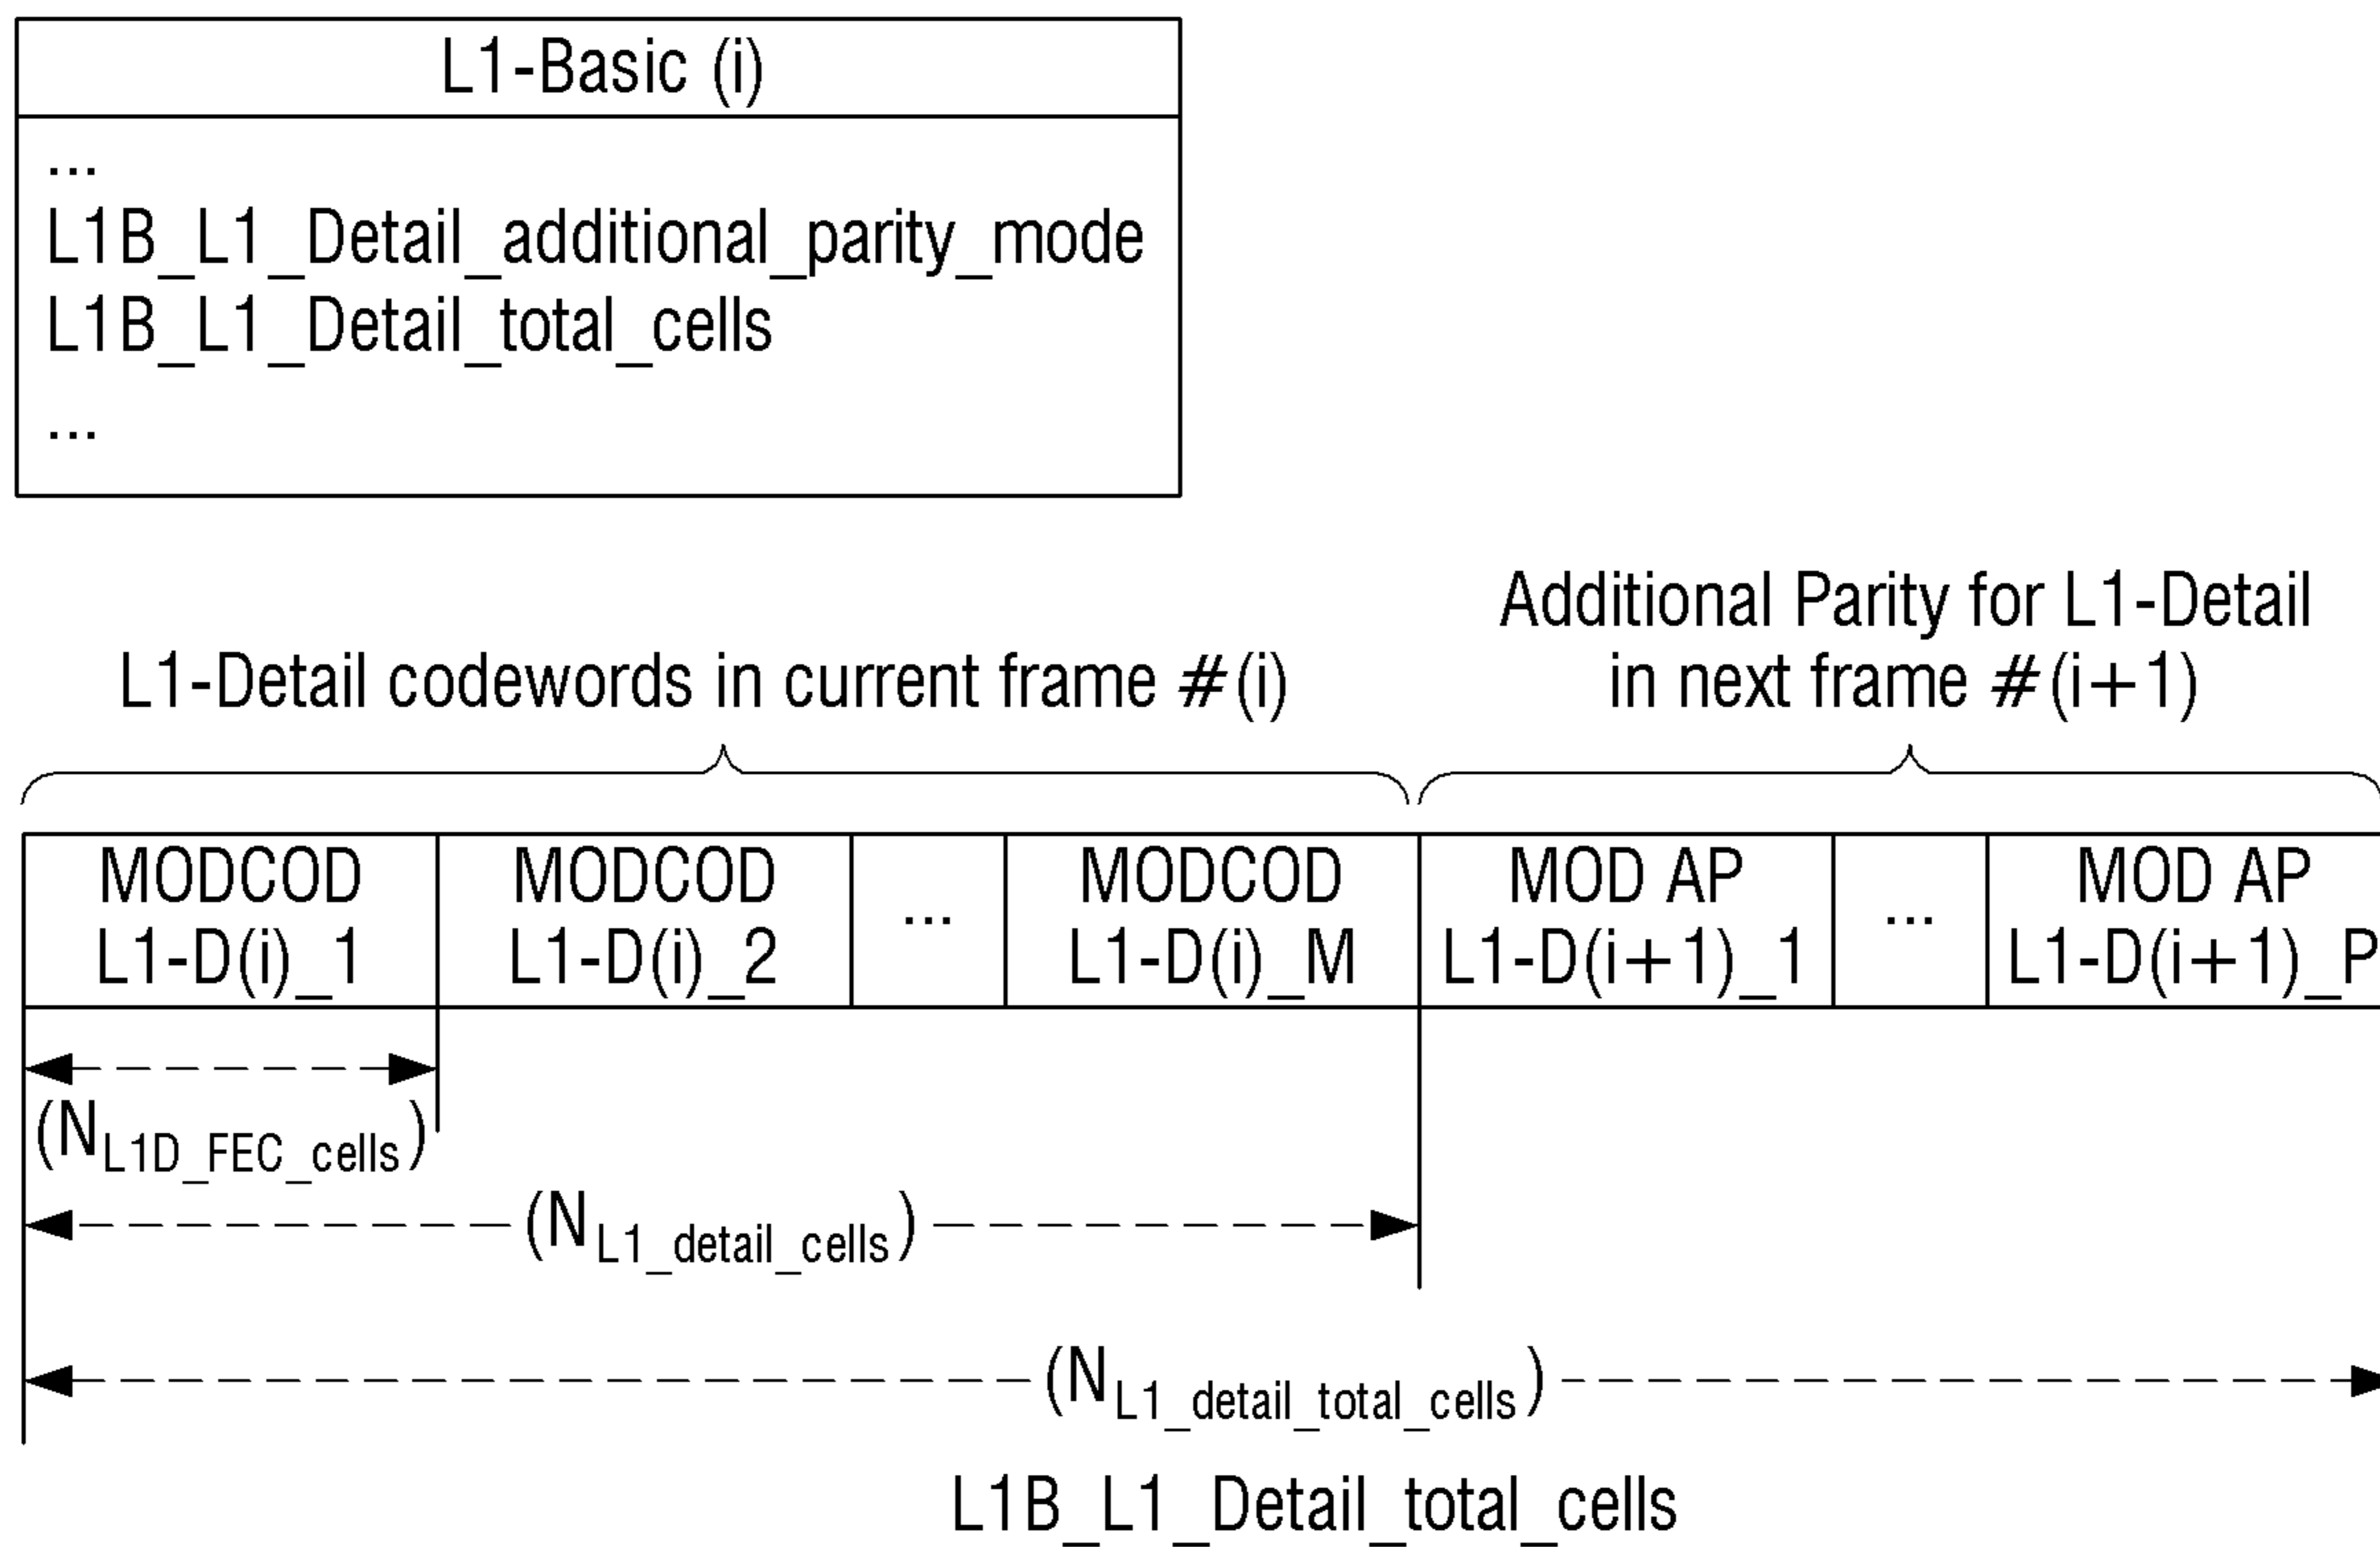 L1-Basic (i)
...
L1B_L1_Detail_additional_parity_mode
L1B_L1_Detail_total_cells
...
Additional Parity for L1-Detail
in next frame #(i+1)
L1-Detail codewords in current frame #(i)
MODCOD
L1-D(i)_1
MODCOD
L1-D(i)_2
...
MODCOD
L1-D(i)_M
MOD AP
L1-D(i+1)_1
...
MOD AP
L1-D(i+1)_P
(NL1D_FEC_cells)
(NL1_detail_cells)
(NL1_detail_total_cells)
L1B_L1_Detail_total_cells